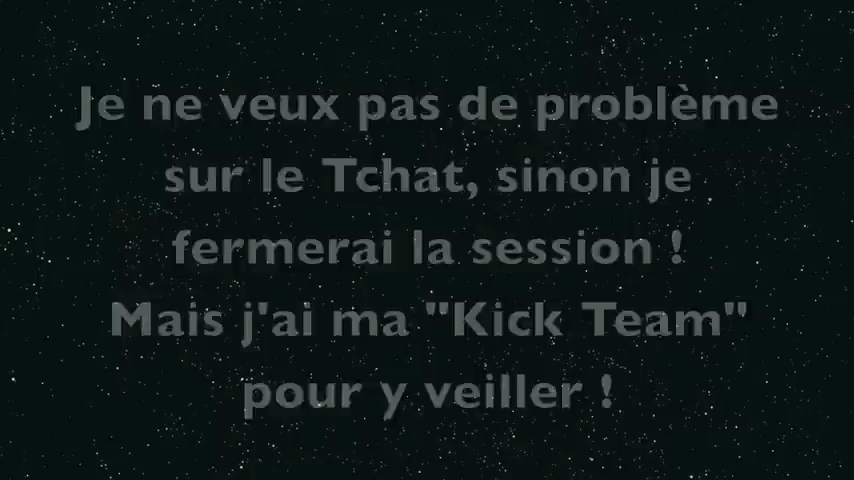 Je ne veux pas de problème
sur le Tchat, sinon je
fermerai la session !
Mais j'ai ma "Kick Team"
pour y veiller !